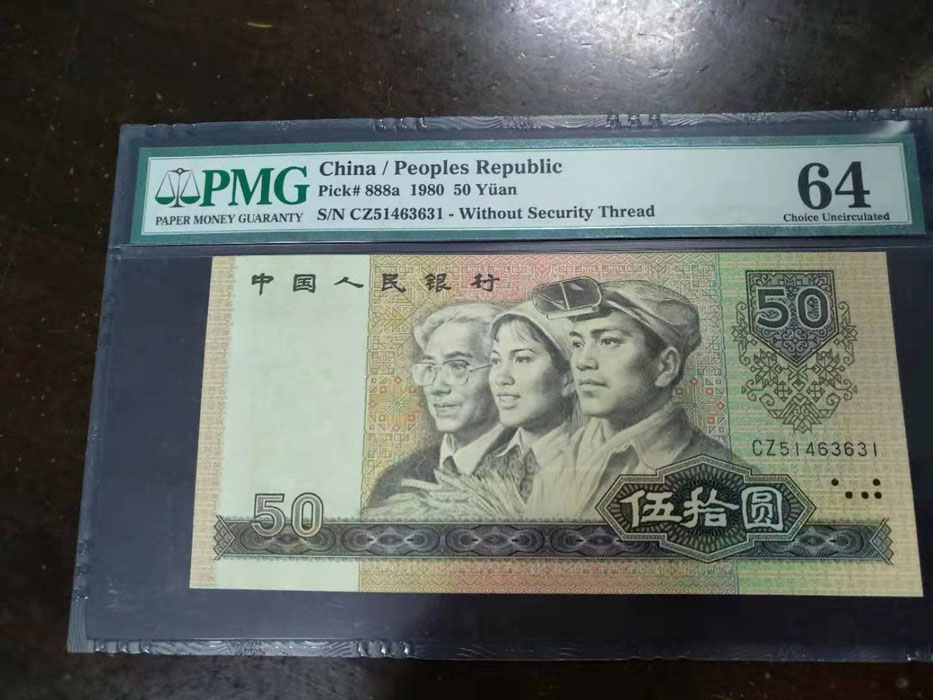 PMG
PAPER MONEY GUARANTY
China / Peoples Republic
Pick# 888a 1980 50 Yüan
S/N CZ51463631 - Without Security Thread
64
Choice Uncirculated
中国人民银行
50
CZ51463631
50
伍拾圆